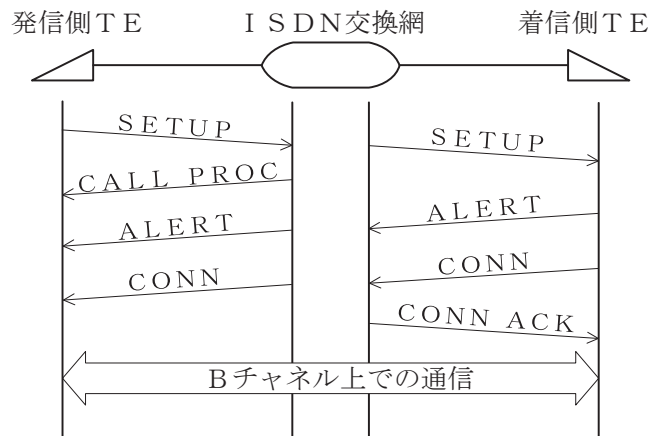 発信側ＴＥ
ＩＳＤＮ交換網
着信側ＴＥ
ＳＥＴＵＰ
ＳＥＴＵＰ
ＣＡＬＬ ＰＲＯＣ
ＡＬＥＲＴ
ＡＬＥＲＴ
ＣＯＮＮ
ＣＯＮＮ
ＣＯＮＮ ＡＣＫ
Ｂチャネル上での通信